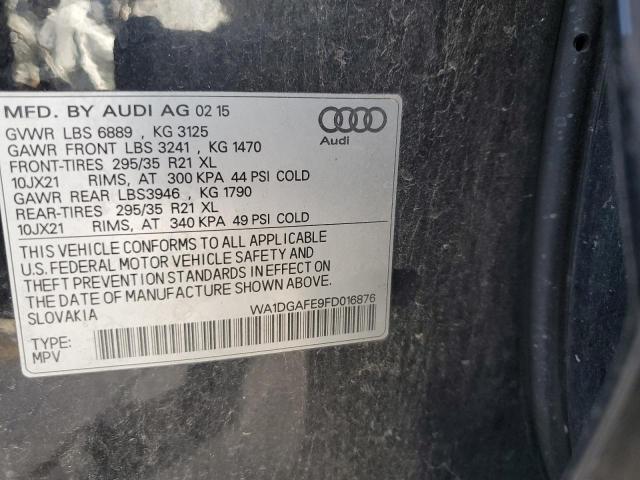 MFD. BY AUDI AG 02 15
GVWR LBS 6889 , KG 3125
GAWR FRONT LBS 3241 , KG 1470
FRONT-TIRES 295/35 R21 XL
10JX21 RIMS, AT 300 KPA 44 PSI COLD
GAWR REAR LBS3946 , KG 1790
REAR-TIRES 295/35 R21 XL
10JX21 RIMS, AT 340 KPA 49 PSI COLD
Audi
THIS VEHICLE CONFORMS TO ALL APPLICABLE
U.S. FEDERAL MOTOR VEHICLE SAFETY AND
THEFT PREVENTION STANDARDS IN EFFECT ON
THE DATE OF MANUFACTURE SHOWN ABOVE.
SLOVAKIA
WA1DGAFE9FD016876
TYPE:
MPV